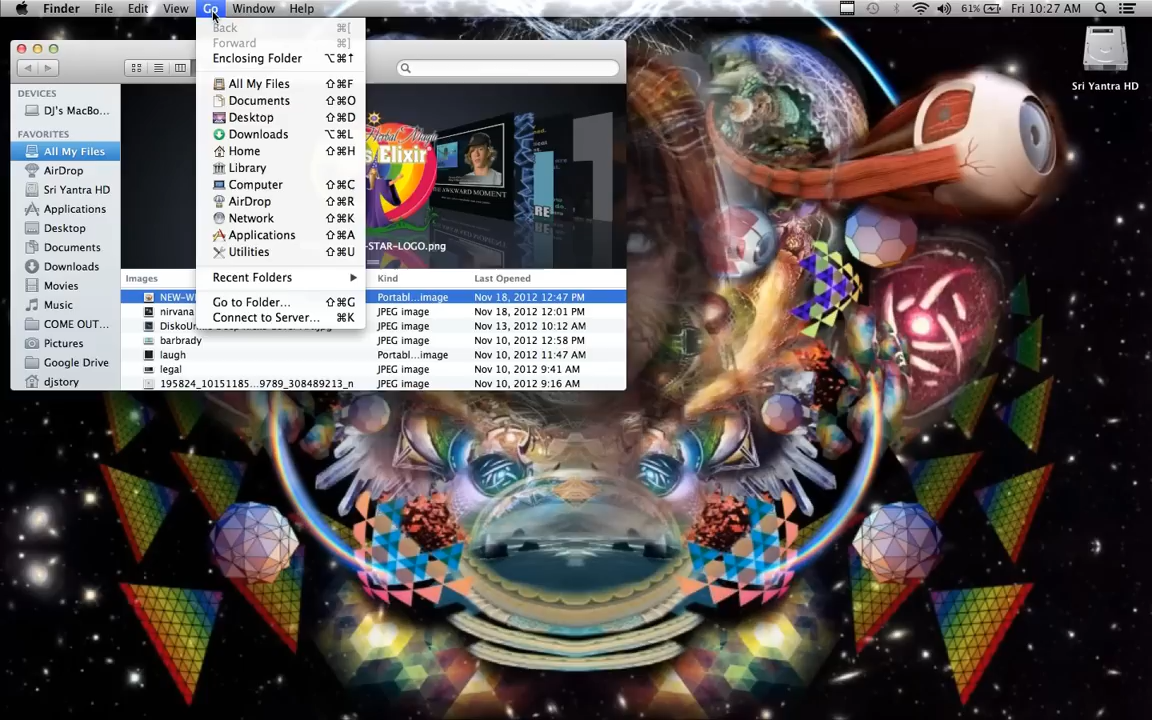 Finder File Edit View Go Window Help 61% Fri 10:27 AM
Back ⌘[
Forward ⌘]
Enclosing Folder ⌥⌘↑
All My Files ⇧⌘F
Documents ⇧⌘O
Desktop ⇧⌘D
Downloads ⌥⌘L
Home ⇧⌘H
Library
Computer ⇧⌘C
AirDrop ⇧⌘R
Network ⇧⌘K
Applications ⇧⌘A
Utilities ⇧⌘U
Recent Folders
Go to Folder... ⇧⌘G
Connect to Server... ⌘K
DEVICES
DJ's MacBo...
FAVORITES
All My Files
AirDrop
Sri Yantra HD
Applications
Desktop
Documents
Downloads
Movies
Music
COME OUT...
Pictures
Google Drive
djstory
Elixir
E AWKWARD MOMENT
RE
-STAR-LOGO.png
Images Kind Last Opened
NEW-WI Portabl...image Nov 18, 2012 12:47 PM
nirvana JPEG image Nov 18, 2012 12:01 PM
JPEG image Nov 13, 2012 10:12 AM
barbrady JPEG image Nov 10, 2012 12:58 PM
laugh Portabl...image Nov 10, 2012 11:47 AM
legal JPEG image Nov 10, 2012 9:41 AM
195824_10151185...9789_308489213_n JPEG image Nov 10, 2012 9:16 AM
Sri Yantra HD